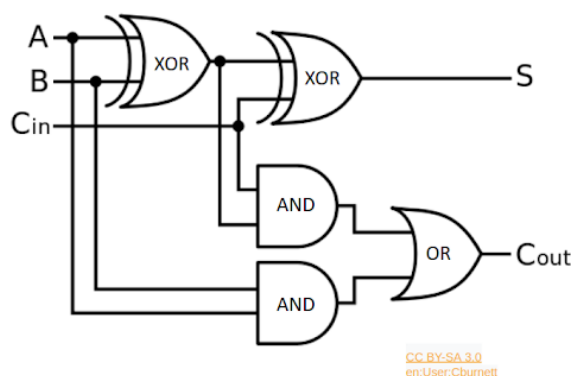 A
XOR
XOR
S
B
Cin
AND
OR
Cout
AND
CC BY-SA 3.0
en:User:Cburnett